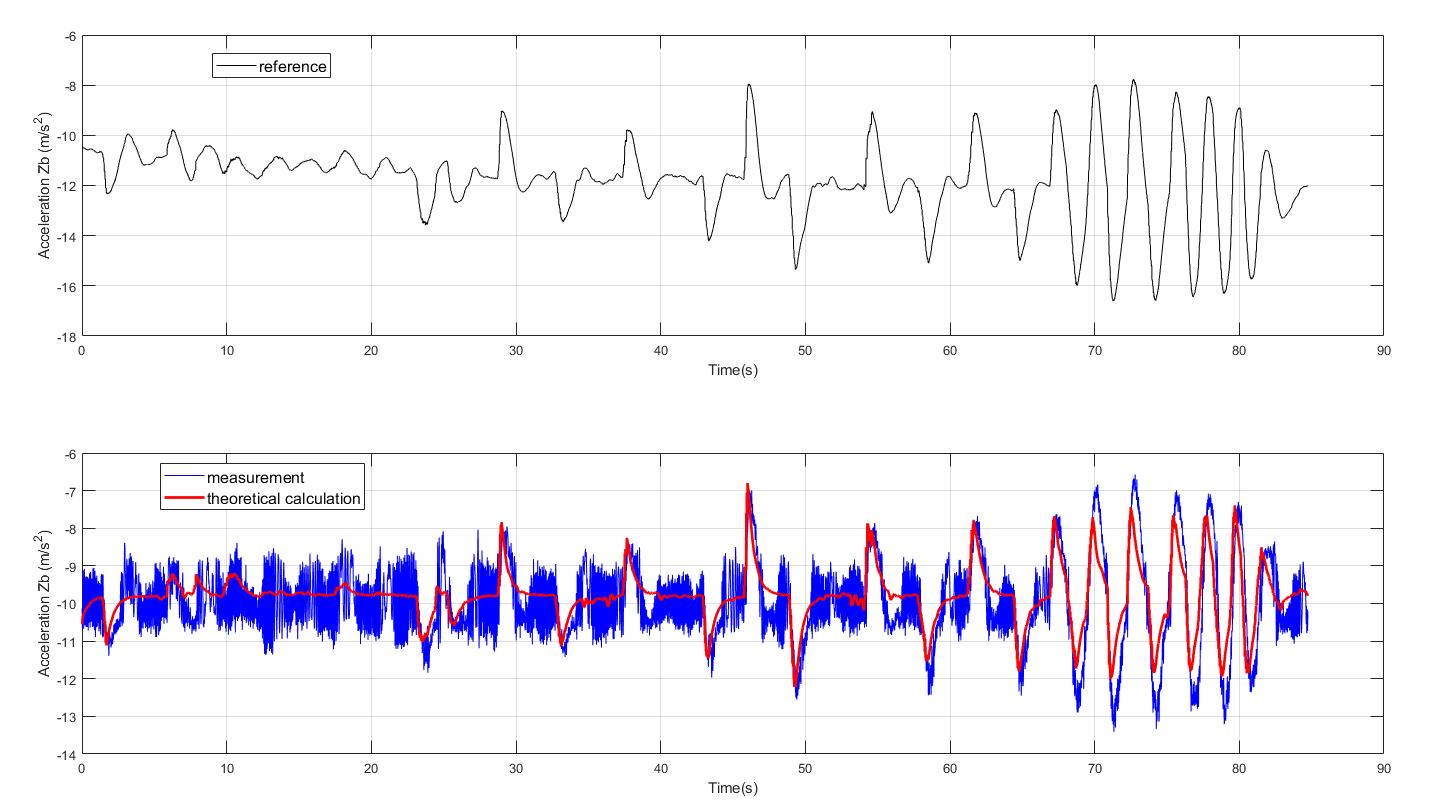 -6
-8
-10
-12
-14
-16
-18
Acceleration Zb (m/s²)
reference
0 10 20 30 40 50 60 70 80 90
Time(s)
-6
-7
-8
-9
-10
-11
-12
-13
-14
Acceleration Zb (m/s²)
measurement
theoretical calculation
0 10 20 30 40 50 60 70 80 90
Time(s)